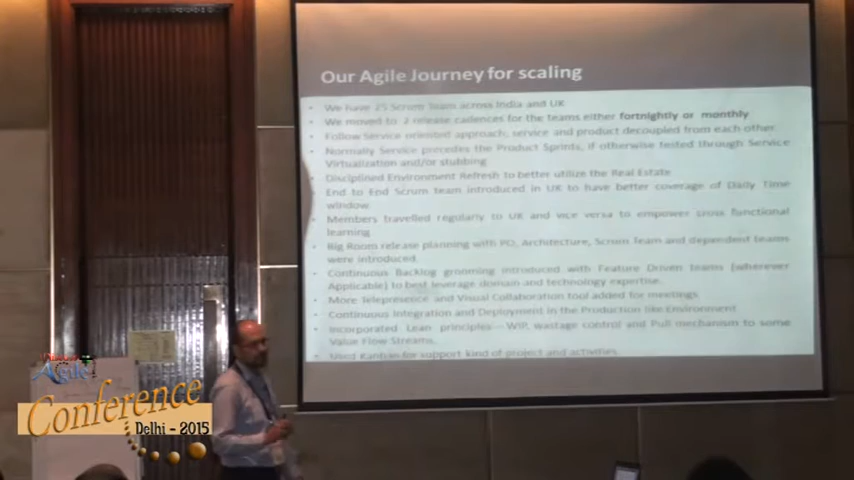 Our Agile Journey for scaling
We have 25 Scrum Team across India and UK
We moved to 2 release cadences for the teams either fortnightly or monthly
Follow Service oriented approach, service and product decoupled from each other
Normally Service precedes the Product Sprints, if otherwise tested through Service
Virtualization and/or stubbing
Disciplined Environment Refresh to better utilize the Real Estate
End to End Scrum team introduced in UK to have better coverage of Daily Time
window
Members travelled regularly to UK and vice versa to empower cross functional
learning
Big Room release planning with PO, Architecture, Scrum Team and dependent teams
were introduced.
Continuous Backlog grooming introduced with Feature Driven teams (wherever
Applicable) to best leverage domain and technology expertise.
More Telepresence and Visual Collaboration tool added for meetings
Continuous Integration and Deployment in the Production like Environment
Incorporated Lean principles – WIP, wastage control and Pull mechanism to some
Value Flow Streams.
Used Kanban for support kind of project and activities.
Agile
Conference
Delhi - 2015